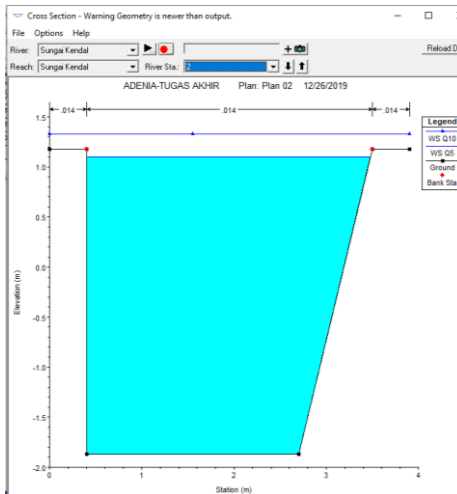 Cross Section - Warning Geometry is newer than output.
File Options Help
River: Sungai Kendal
Reload D
Reach: Sungai Kendal River Sta.: 2
ADENIA-TUGAS AKHIR Plan: Plan 02 12/26/2019
.014 .014 .014
Legend
WS Q10
WS Q5
Ground
Bank Sta
1.5
1.0
0.5
0.0
-0.5
-1.0
-1.5
-2.0
Elevation (m)
0 1 2 3 4
Station (m)